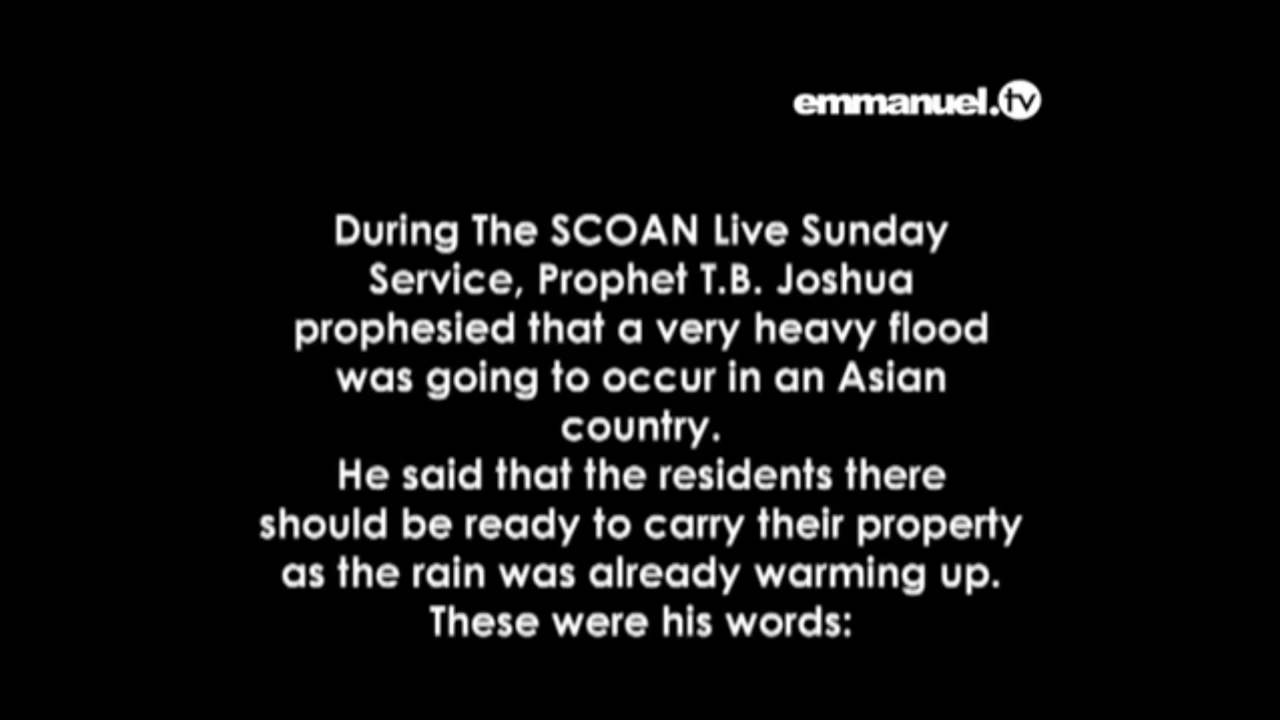 emmanuel.tv
During The SCOAN Live Sunday
Service, Prophet T.B. Joshua
prophesied that a very heavy flood
was going to occur in an Asian
country.
He said that the residents there
should be ready to carry their property
as the rain was already warming up.
These were his words: